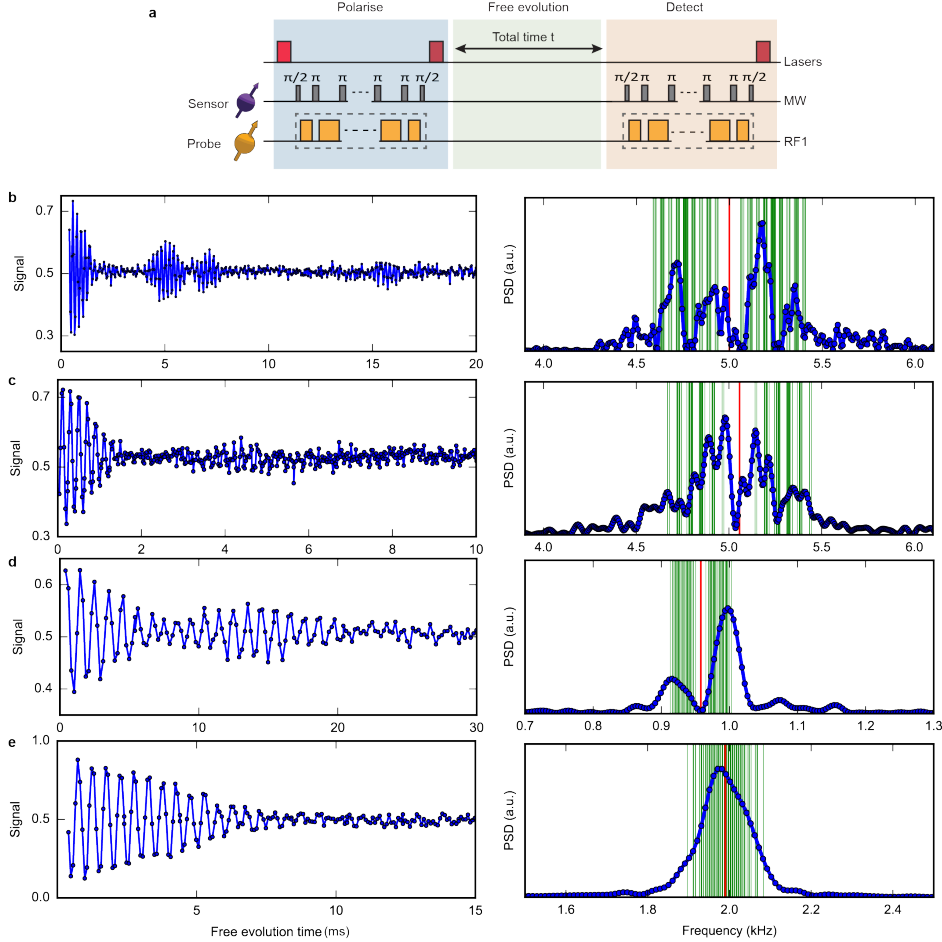 Polarise Free evolution Detect
a
Total time t
Lasers
π/2 π π π π π/2 π/2 π π π π π/2
Sensor MW
Probe RF1
b
0.7
0.5
0.3
Signal
0 5 10 15 20
PSD (a.u.)
4.0 4.5 5.0 5.5 6.0
c
0.7
0.5
0.3
Signal
0 2 4 6 8 10
PSD (a.u.)
4.0 4.5 5.0 5.5 6.0
d
0.6
0.5
0.4
Signal
0 10 20 30
PSD (a.u.)
0.7 0.8 0.9 1.0 1.1 1.2 1.3
e
1.0
0.5
0.0
Signal
5 10 15
Free evolution time (ms)
PSD (a.u.)
1.6 1.8 2.0 2.2 2.4
Frequency (kHz)